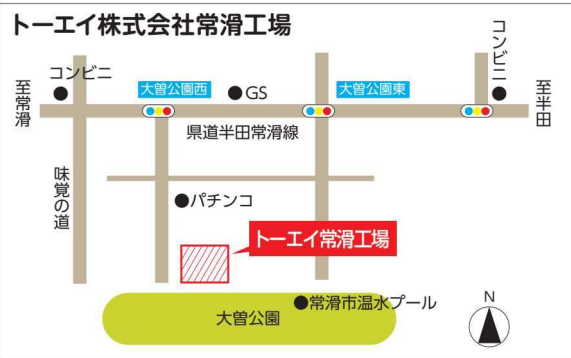 トーエイ株式会社常滑工場
コンビニ
コンビニ
至常滑
大曽公園西
GS
大曽公園東
至半田
県道半田常滑線
味覚の道
パチンコ
トーエイ常滑工場
常滑市温水プール
大曽公園
N